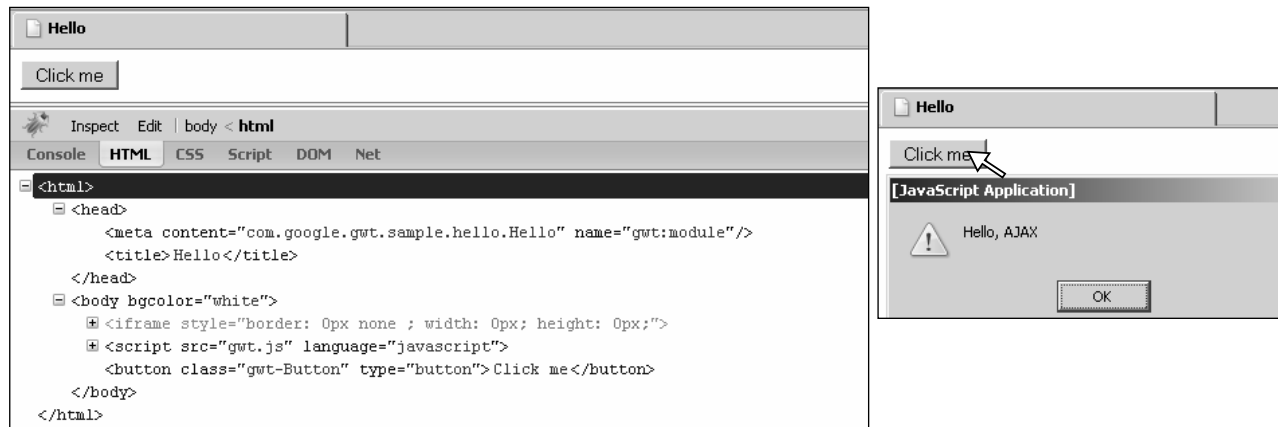 Hello
Click me
Inspect Edit | body < html
Console HTML CSS Script DOM Net
<html>
<head>
<meta content="com.google.gwt.sample.hello.Hello" name="gwt:module"/>
<title>Hello</title>
</head>
<body bgcolor="white">
<iframe style="border: 0px none ; width: 0px; height: 0px;">
<script src="gwt.js" language="javascript">
<button class="gwt-Button" type="button">Click me</button>
</body>
</html>
Hello
Click me
[JavaScript Application]
Hello, AJAX
OK